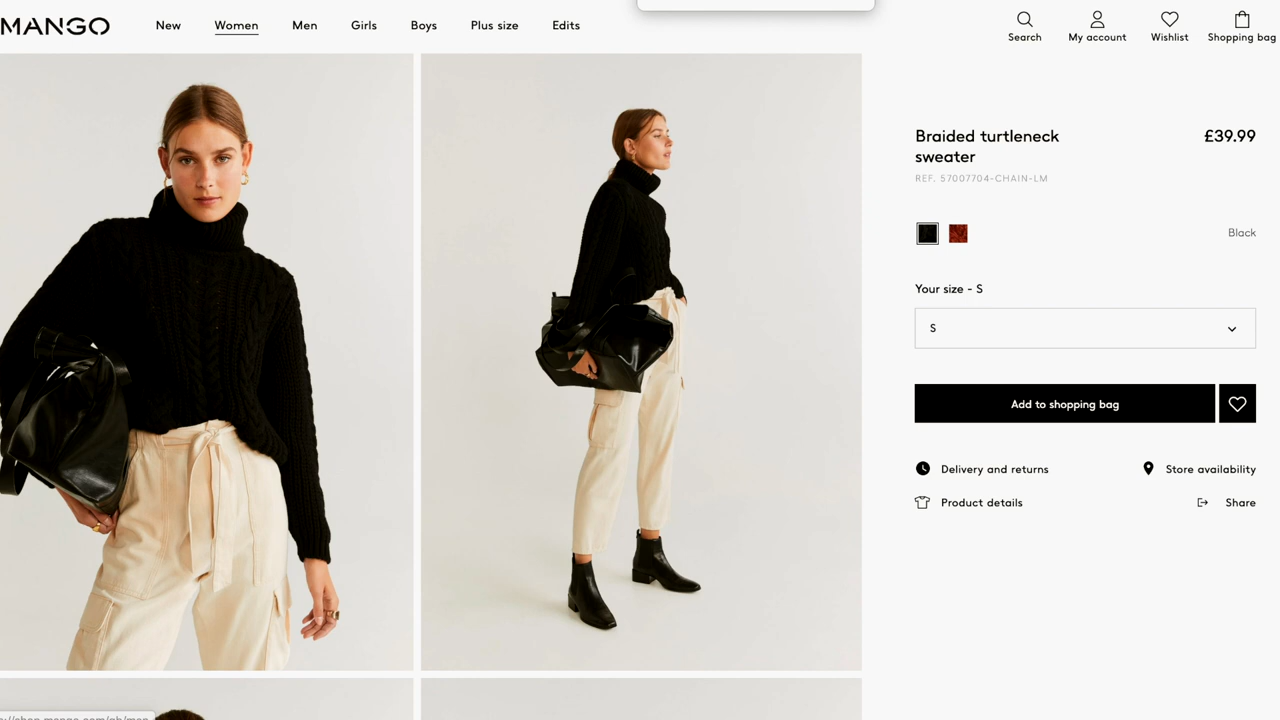 MANGO
New Women Men Girls Boys Plus size Edits
Search My account Wishlist Shopping bag
Braided turtleneck £39.99
sweater
REF. 57007704-CHAIN-LM
Black
Your size - S
S
Add to shopping bag
Delivery and returns Store availability
Product details Share